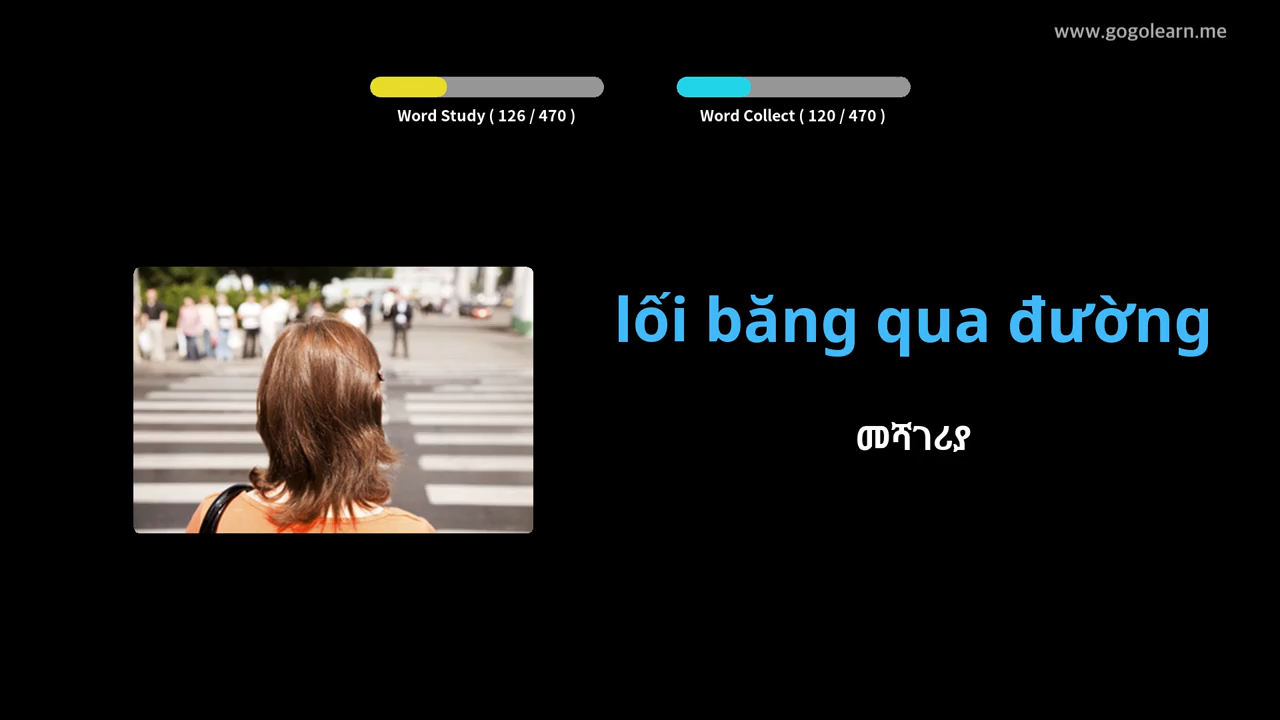 www.gogolearn.me
Word Study ( 126 / 470 )
Word Collect ( 120 / 470 )
lối băng qua đường
መሻገሪያ